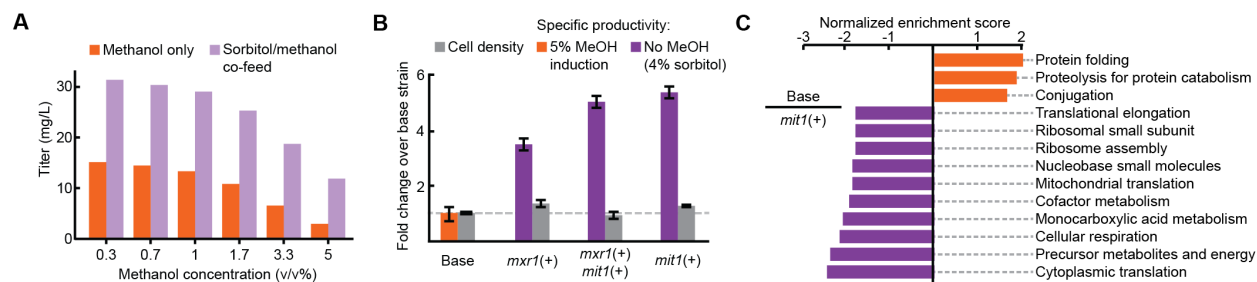 A
Methanol only
Sorbitol/methanol
co-feed
Titer (mg/L)
30
20
10
0
0.3
0.7
1
1.7
3.3
5
Methanol concentration (v/v%)
B
Specific productivity:
Cell density
5% MeOH
induction
No MeOH
(4% sorbitol)
Fold change over base strain
6
4
2
Base
mxr1(+)
mxr1(+)
mit1(+)
mit1(+)
C
Normalized enrichment score
-3
-2
-1
0
1
2
Base
mit1(+)
Protein folding
Proteolysis for protein catabolism
Conjugation
Translational elongation
Ribosomal small subunit
Ribosome assembly
Nucleobase small molecules
Mitochondrial translation
Cofactor metabolism
Monocarboxylic acid metabolism
Cellular respiration
Precursor metabolites and energy
Cytoplasmic translation